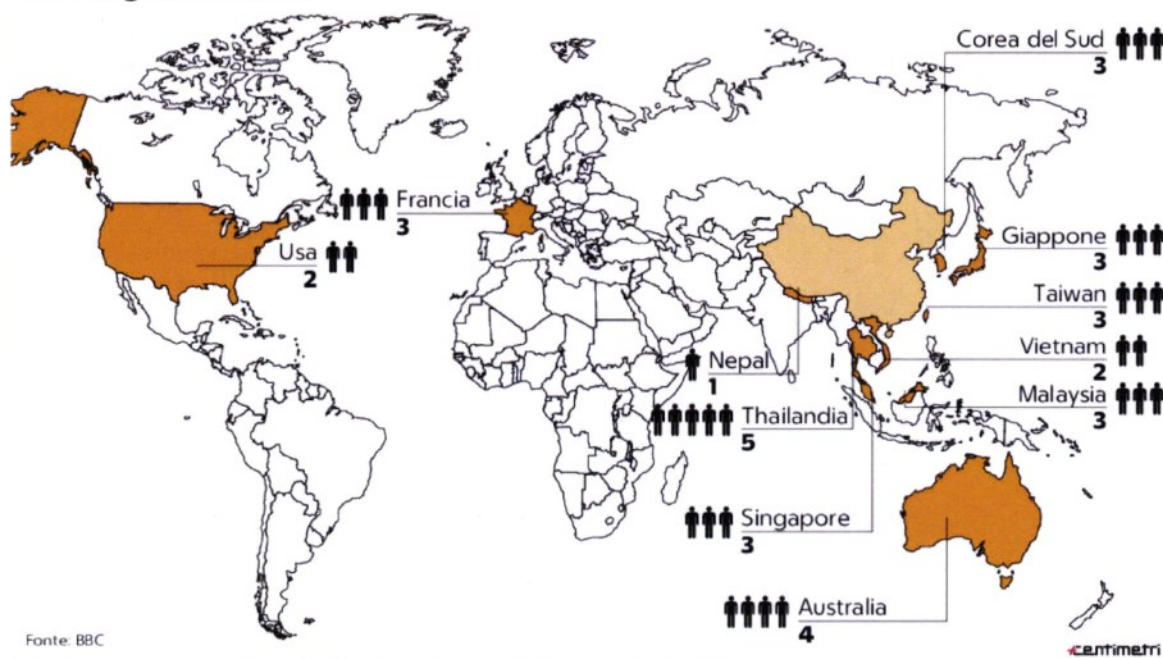 Corea del Sud
3
Francia
3
Usa
2
Giappone
3
Taiwan
3
Nepal
1
Vietnam
2
Thailandia
5
Malaysia
3
Singapore
3
Australia
4
Fonte: BBC
centimetri